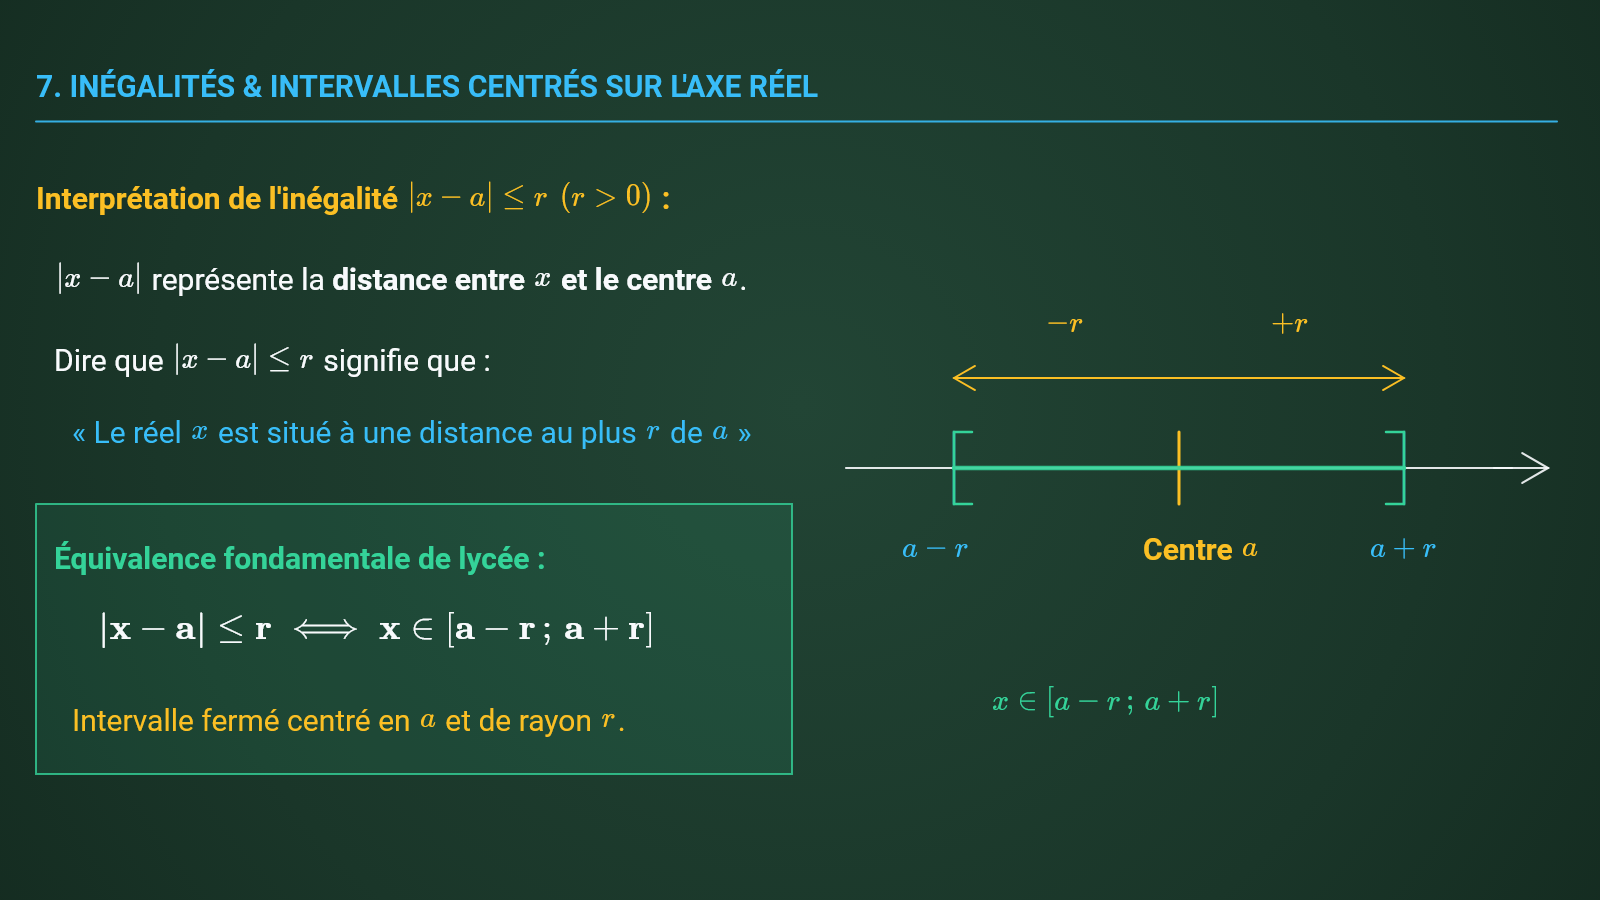 7. INÉGALITÉS & INTERVALLES CENTRÉS SUR L'AXE RÉEL
Interprétation de l'inégalité |x − a| ≤ r (r > 0) :
|x − a| représente la distance entre x et le centre a.
Dire que |x − a| ≤ r signifie que :
« Le réel x est situé à une distance au plus r de a »
Équivalence fondamentale de lycée :
|x − a| ≤ r ⟺ x ∈ [a − r ; a + r]
Intervalle fermé centré en a et de rayon r.
−r +r
a − r Centre a a + r
x ∈ [a − r ; a + r]